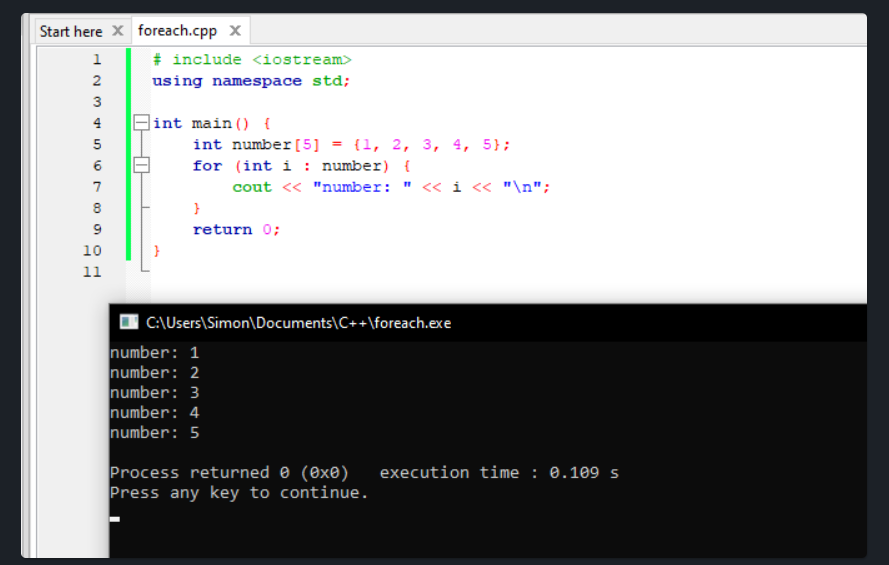 Start here X foreach.cpp X
1 # include <iostream>
2 using namespace std;
3
4 int main() {
5 int number[5] = {1, 2, 3, 4, 5};
6 for (int i : number) {
7 cout << "number: " << i << "\n";
8 }
9 return 0;
10 }
11
C:\Users\Simon\Documents\C++\foreach.exe
number: 1
number: 2
number: 3
number: 4
number: 5
Process returned 0 (0x0) execution time : 0.109 s
Press any key to continue.